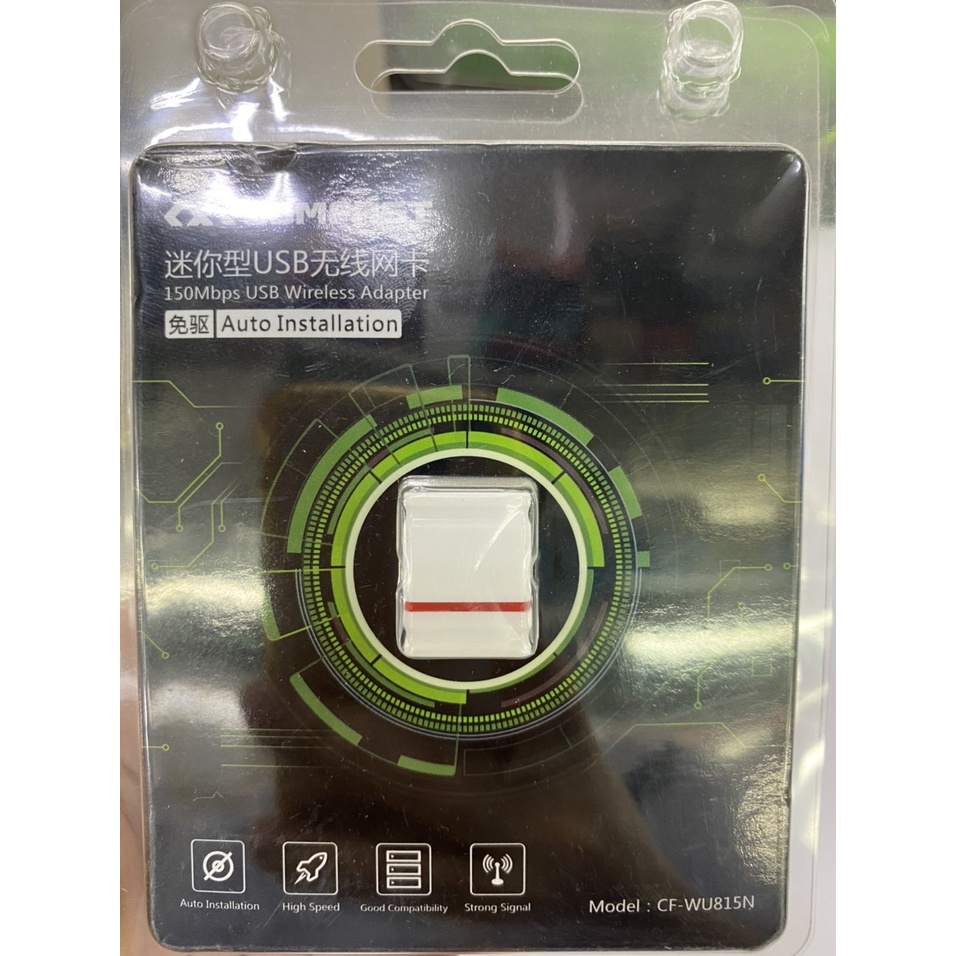 COMFAST
迷你型USB无线网卡
150Mbps USB Wireless Adapter
免驱 Auto Installation
Auto Installation
High Speed
Good Compatibility
Strong Signal
Model : CF-WU815N